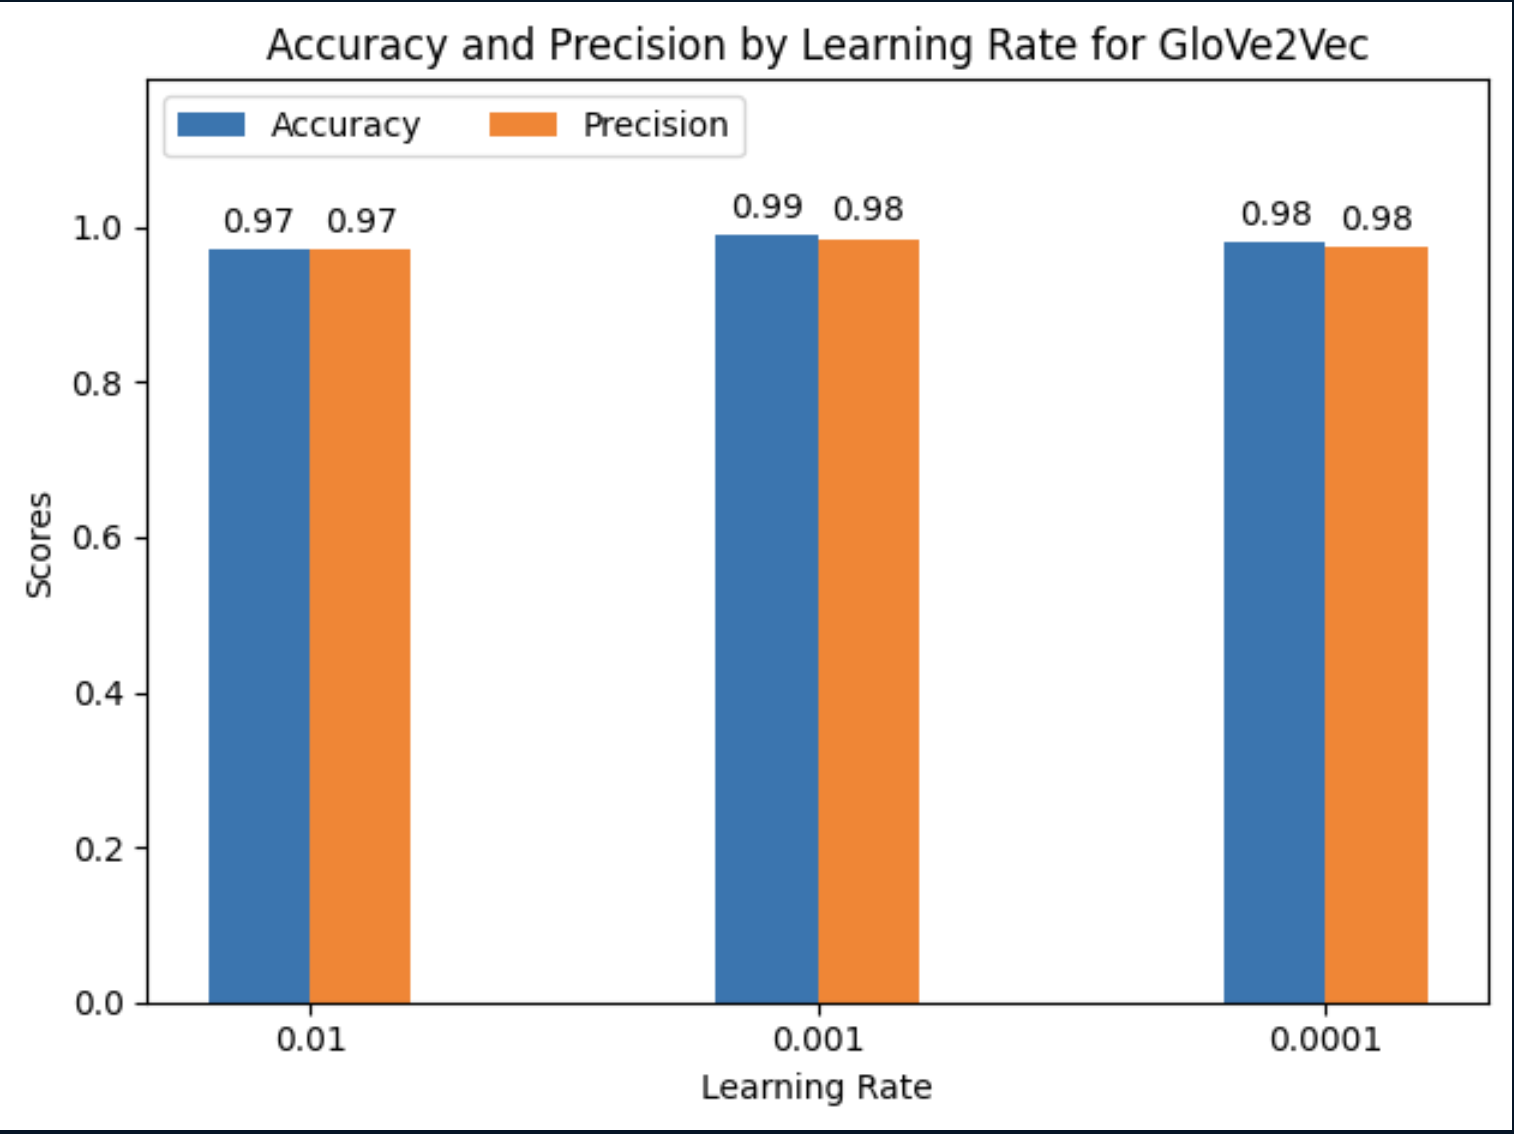 Accuracy and Precision by Learning Rate for GloVe2Vec
Accuracy Precision
0.97 0.97 0.99 0.98 0.98 0.98
1.0
0.8
0.6
0.4
0.2
0.0
Scores
0.01 0.001 0.0001
Learning Rate